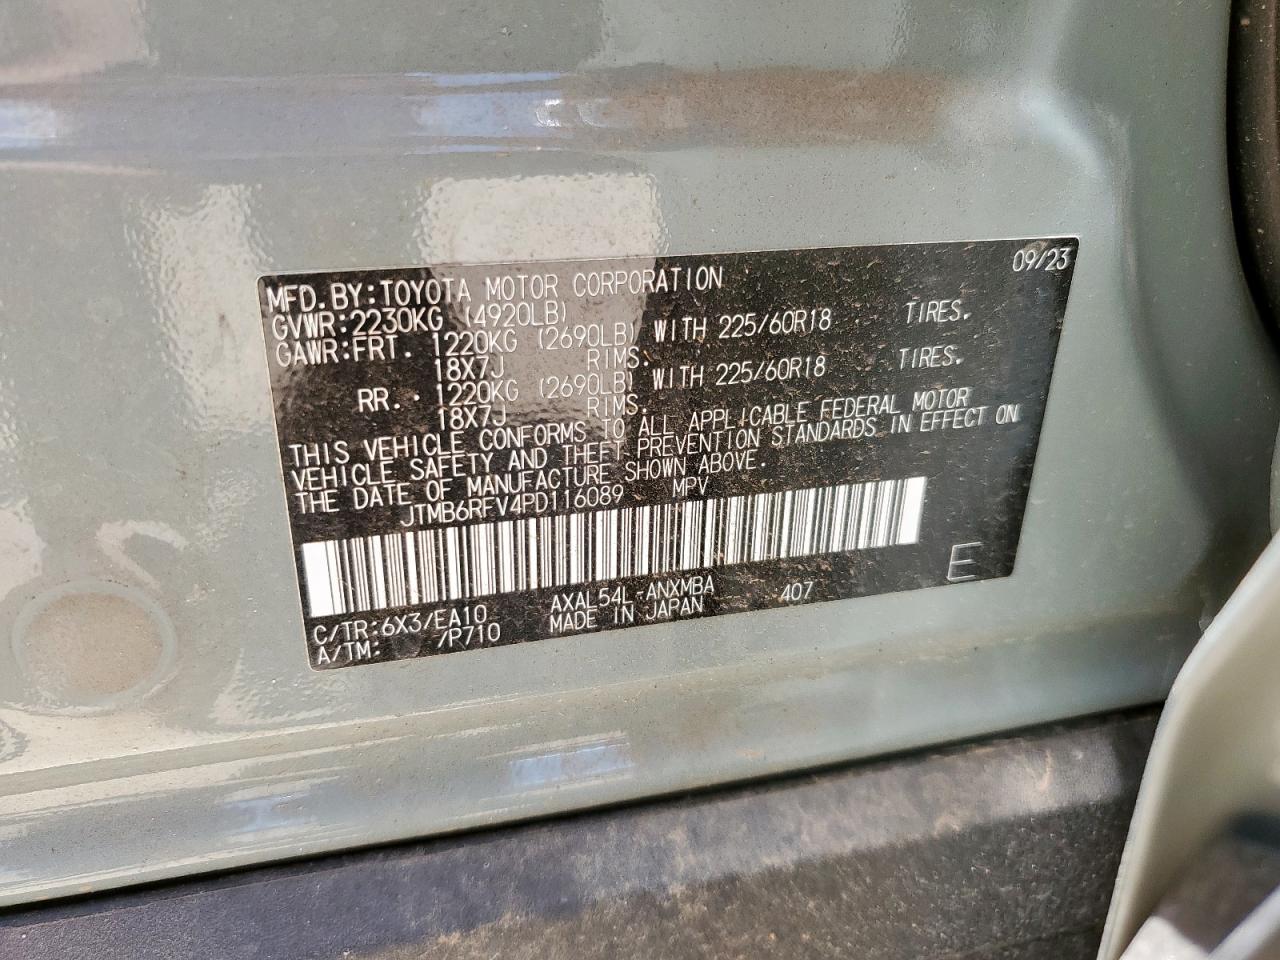 09/23
MFD. BY: TOYOTA MOTOR CORPORATION
GVWR: 2230KG (4920LB)
GAWR: FRT. 1220KG (2690LB) WITH 225/60R18 TIRES.
18X7J RIMS.
RR. 1220KG (2690LB) WITH 225/60R18 TIRES.
18X7J RIMS.
THIS VEHICLE CONFORMS TO ALL APPLICABLE FEDERAL MOTOR
VEHICLE SAFETY AND THEFT PREVENTION STANDARDS IN EFFECT ON
THE DATE OF MANUFACTURE SHOWN ABOVE.
JTMB6RFV4PD116089 MPV
C/TR: 6X3/EA10 AXAL54L-ANXMBA 407 E
A/TM: /P710 MADE IN JAPAN